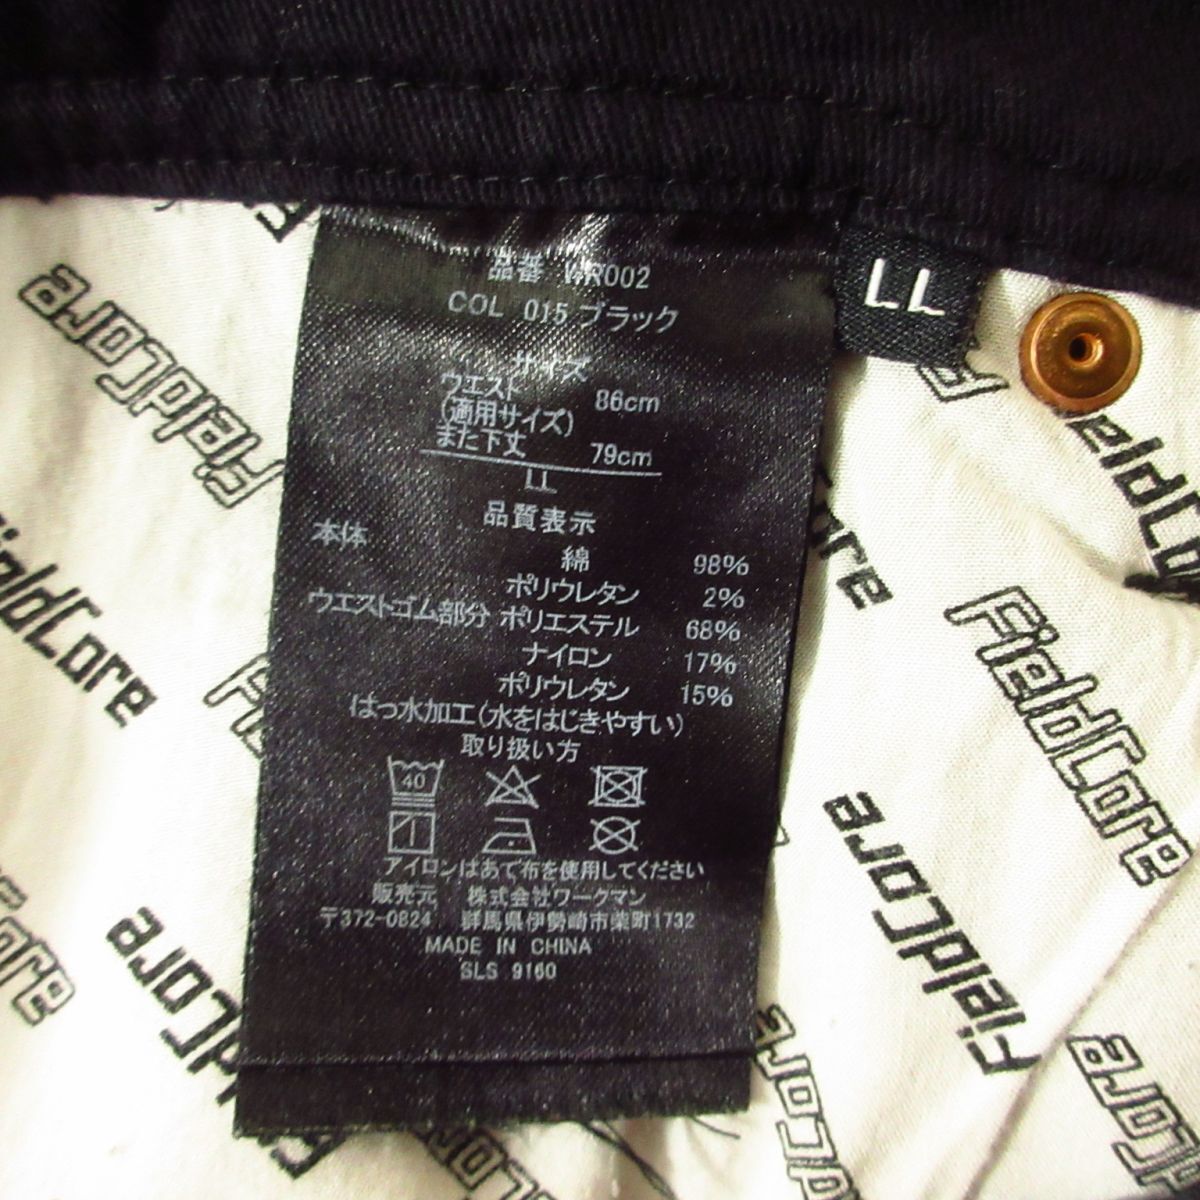 品番 WR002
COL 015 ブラック
サイズ
ウエスト 86cm
(適用サイズ)
また下丈 79cm
LL
品質表示
本体
綿 98%
ポリウレタン 2%
ウエストゴム部分 ポリエステル 68%
ナイロン 17%
ポリウレタン 15%
はっ水加工(水をはじきやすい)
取り扱い方
40
アイロンはあて布を使用してください
販売元 株式会社ワークマン
〒372-0824 群馬県伊勢崎市柴町1732
MADE IN CHINA
SLS 9160
LL
FieldCore
FieldCore
FieldCore
FieldCore
FieldCore
FieldCore